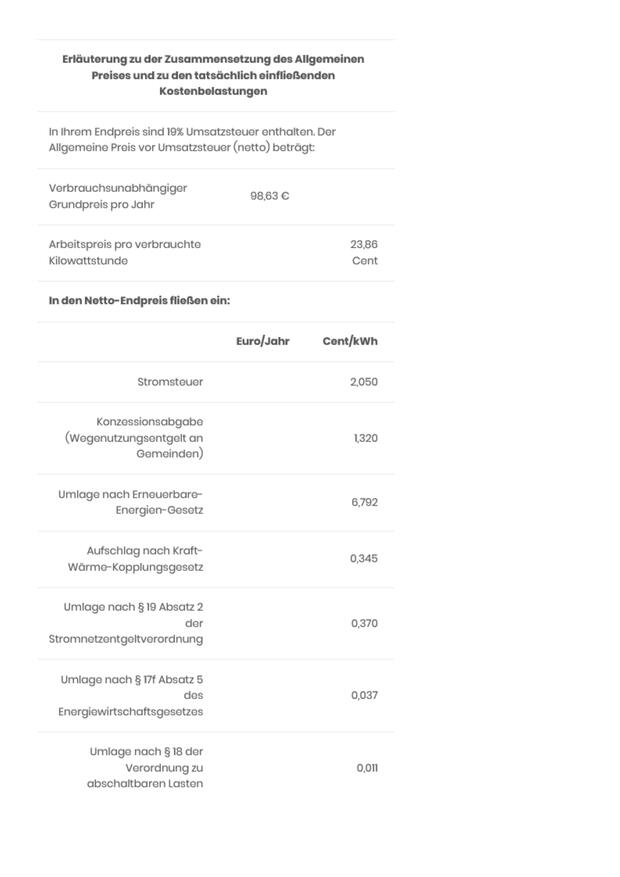 Erläuterung zu der Zusammensetzung des Allgemeinen
Preises und zu den tatsächlich einfließenden
Kostenbelastungen
In Ihrem Endpreis sind 19% Umsatzsteuer enthalten. Der
Allgemeine Preis vor Umsatzsteuer (netto) beträgt:
Verbrauchsunabhängiger
Grundpreis pro Jahr
98,63 €
Arbeitspreis pro verbrauchte
Kilowattstunde
23,86
Cent
In den Netto-Endpreis fließen ein:
Euro/Jahr Cent/kWh
Stromsteuer 2,050
Konzessionsabgabe
(Wegenutzungsentgelt an
Gemeinden)
1,320
Umlage nach Erneuerbare-
Energien-Gesetz
6,792
Aufschlag nach Kraft-
Wärme-Kopplungsgesetz
0,345
Umlage nach § 19 Absatz 2
der
Stromnetzentgeltverordnung
0,370
Umlage nach § 17f Absatz 5
des
Energiewirtschaftsgesetzes
0,037
Umlage nach § 18 der
Verordnung zu
abschaltbaren Lasten
0,011